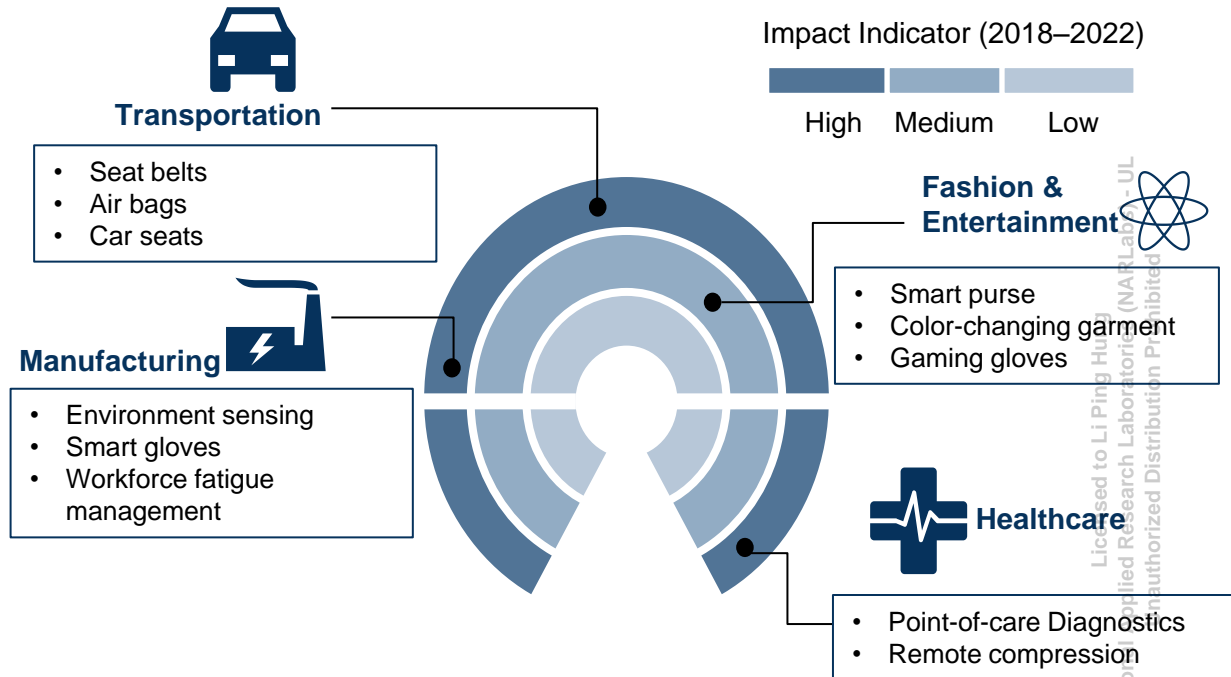 Impact Indicator (2018–2022)
High Medium Low
Transportation
• Seat belts
• Air bags
• Car seats
Fashion &
Entertainment
• Smart purse
• Color-changing garment
• Gaming gloves
Manufacturing
• Environment sensing
• Smart gloves
• Workforce fatigue
management
Healthcare
• Point-of-care Diagnostics
• Remote compression
Licensed to Li Ping Hung
Applied Research Laboratories (NARLabs) - UL
Unauthorized Distribution Prohibited